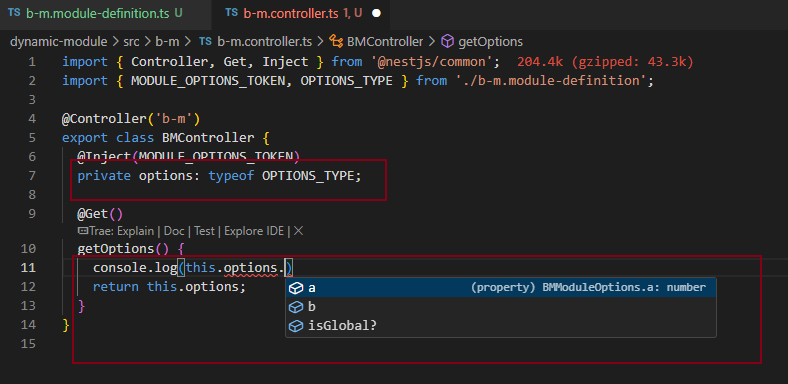 b-m.module-definition.ts U
b-m.controller.ts 1, U
dynamic-module > src > b-m > TS b-m.controller.ts > BMController > getOptions
1 import { Controller, Get, Inject } from '@nestjs/common'; 204.4k (gzipped: 43.3k)
2 import { MODULE_OPTIONS_TOKEN, OPTIONS_TYPE } from './b-m.module-definition';
3
4 @Controller('b-m')
5 export class BMController {
6 @Inject(MODULE_OPTIONS_TOKEN)
7 private options: typeof OPTIONS_TYPE;
8
9 @Get()
Trae: Explain | Doc | Test | Explore IDE | X
10 getOptions() {
11 console.log(this.options.)
12 return this.options;
13 }
14 }
15
a (property) BMModuleOptions.a: number
b
isGlobal?